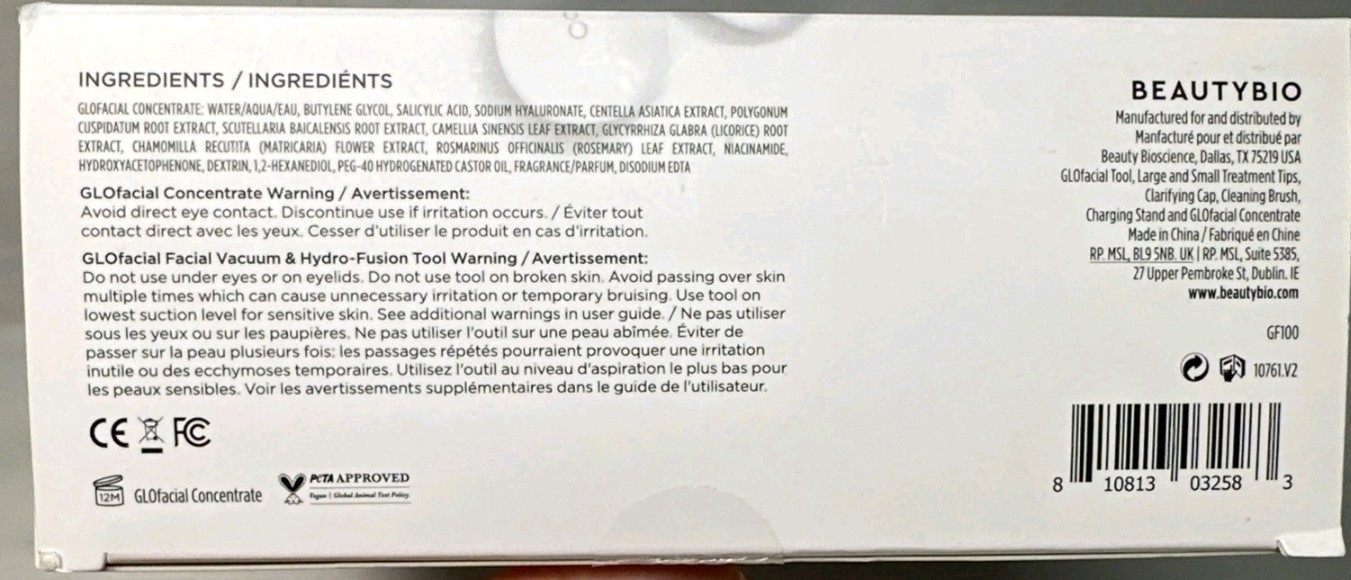 INGREDIENTS / INGREDIÉNTS
GLOFACIAL CONCENTRATE: WATER/AQUA/EAU, BUTYLENE GLYCOL, SALICYLIC ACID, SODIUM HYALURONATE, CENTELLA ASIATICA EXTRACT, POLYGONUM
CUSPIDATUM ROOT EXTRACT, SCUTELLARIA BAICALENSIS ROOT EXTRACT, CAMELLIA SINENSIS LEAF EXTRACT, GLYCYRRHIZA GLABRA (LICORICE) ROOT
EXTRACT, CHAMOMILLA RECUTITA (MATRICARIA) FLOWER EXTRACT, ROSMARINUS OFFICINALIS (ROSEMARY) LEAF EXTRACT, NIACINAMIDE,
HYDROXYACETOPHENONE, DEXTRIN, 1,2-HEXANEDIOL, PEG-40 HYDROGENATED CASTOR OIL, FRAGRANCE/PARFUM, DISODIUM EDTA
GLOfacial Concentrate Warning / Avertissement:
Avoid direct eye contact. Discontinue use if irritation occurs. / Éviter tout
contact direct avec les yeux. Cesser d'utiliser le produit en cas d'irritation.
GLOfacial Facial Vacuum & Hydro-Fusion Tool Warning / Avertissement:
Do not use under eyes or on eyelids. Do not use tool on broken skin. Avoid passing over skin
multiple times which can cause unnecessary irritation or temporary bruising. Use tool on
lowest suction level for sensitive skin. See additional warnings in user guide. / Ne pas utiliser
sous les yeux ou sur les paupières. Ne pas utiliser l'outil sur une peau abîmée. Éviter de
passer sur la peau plusieurs fois: les passages répétés pourraient provoquer une irritation
inutile ou des ecchymoses temporaires. Utilisez l'outil au niveau d'aspiration le plus bas pour
les peaux sensibles. Voir les avertissements supplémentaires dans le guide de l'utilisateur.
CE FC
12M GLOfacial Concentrate
PETA APPROVED
Vegan | Global Animal Test Policy
BEAUTYBIO
Manufactured for and distributed by
Manfacturé pour et distribué par
Beauty Bioscience, Dallas, TX 75219 USA
GLOfacial Tool, Large and Small Treatment Tips,
Clarifying Cap, Cleaning Brush,
Charging Stand and GLOfacial Concentrate
Made in China / Fabriqué en Chine
RP. MSL, BL9 5NB. UK | RP. MSL, Suite 5385,
27 Upper Pembroke St, Dublin. IE
www.beautybio.com
GF100
10761.V2
8 10813 03258 3